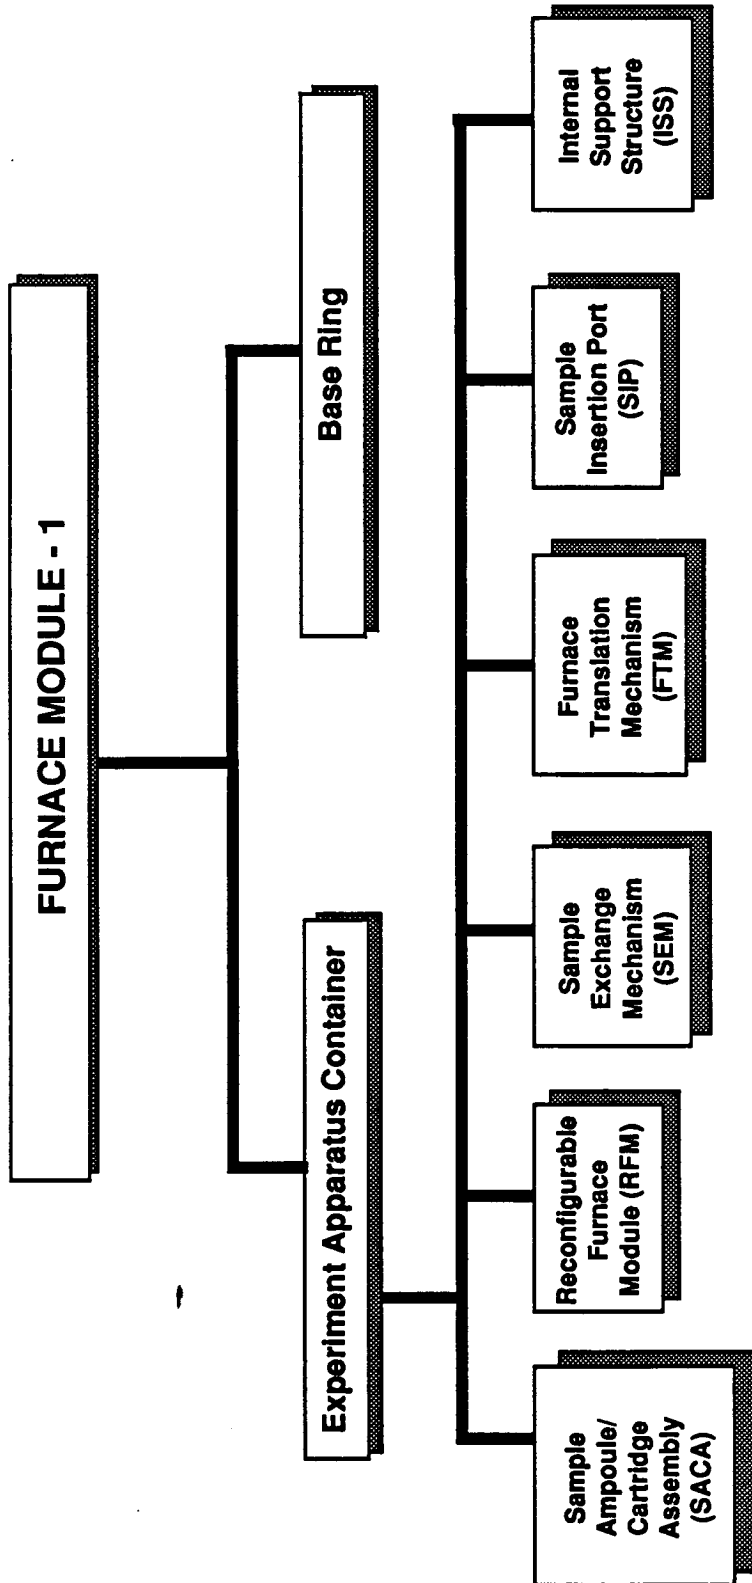 FURNACE MODULE - 1
Experiment Apparatus Container
Base Ring
Sample
Ampoule/
Cartridge
Assembly
(SACA)
Reconfigurable
Furnace
Module (RFM)
Sample
Exchange
Mechanism
(SEM)
Furnace
Translation
Mechanism
(FTM)
Sample
Insertion Port
(SIP)
Internal
Support
Structure
(ISS)